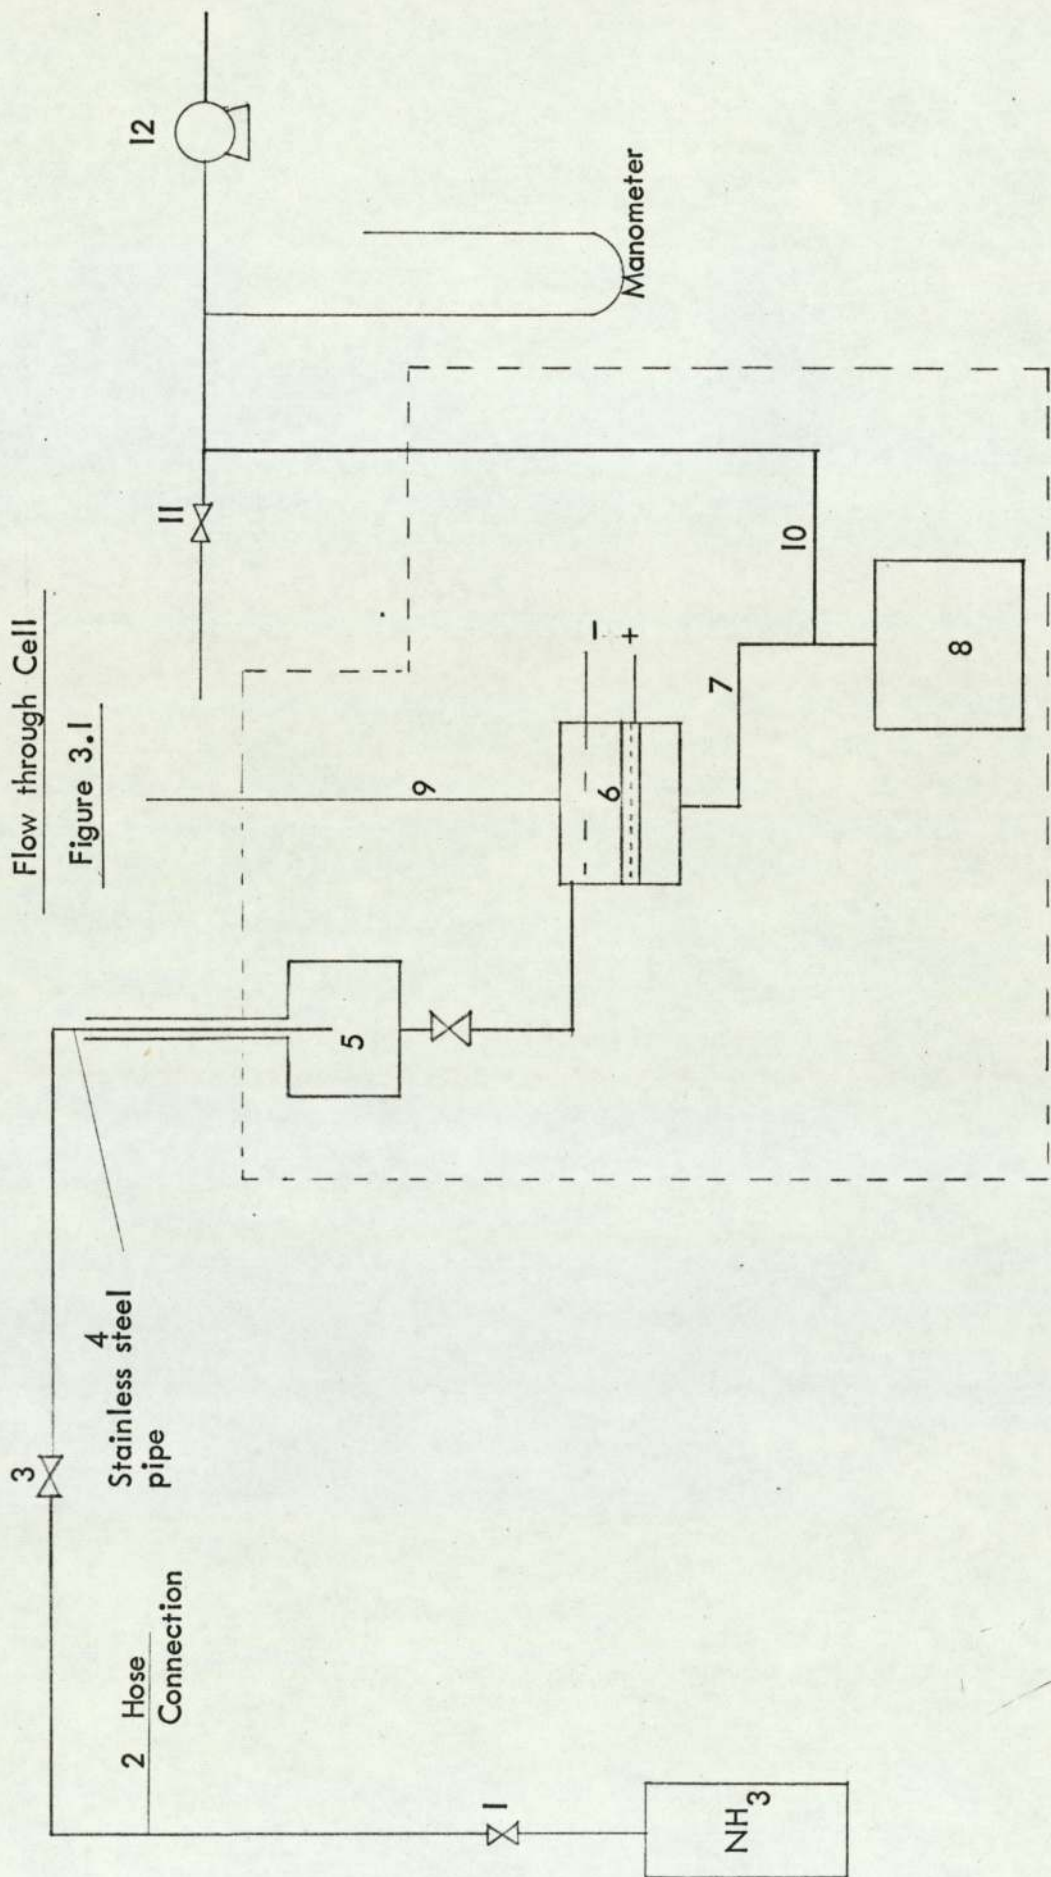 Flow through Cell
Figure 3.1
NH3
1
2 Hose
Connection
3
4
Stainless steel
pipe
5
6
-
+
7
8
9
10
11
12
Manometer